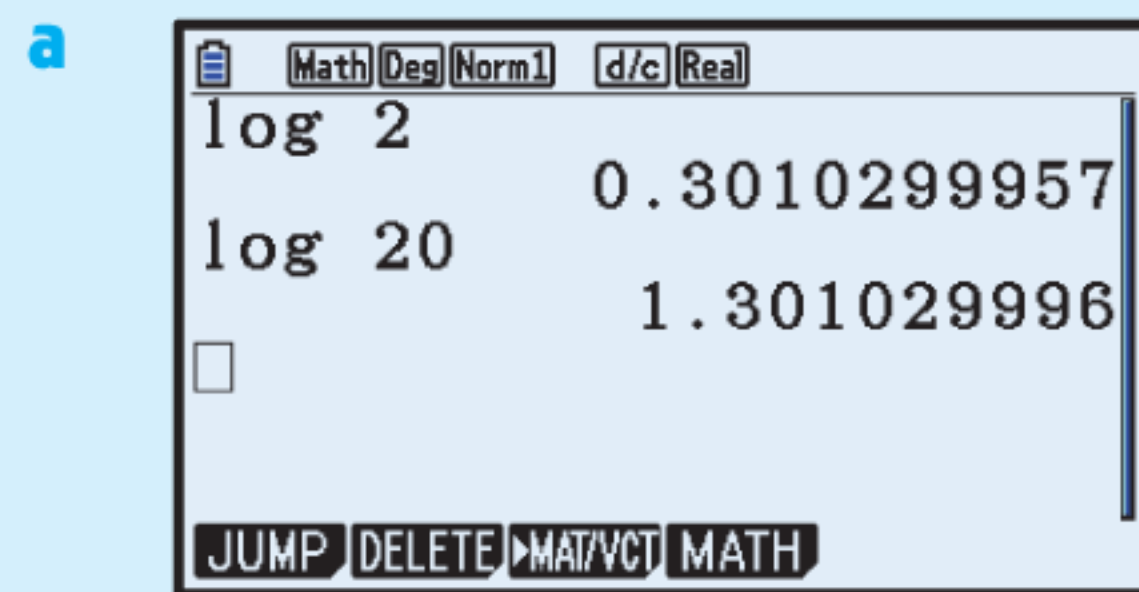 a
Math Deg Norm1 d/c Real
log 2
0.3010299957
log 20
1.301029996
JUMP DELETE ▶MAT/VCT MATH